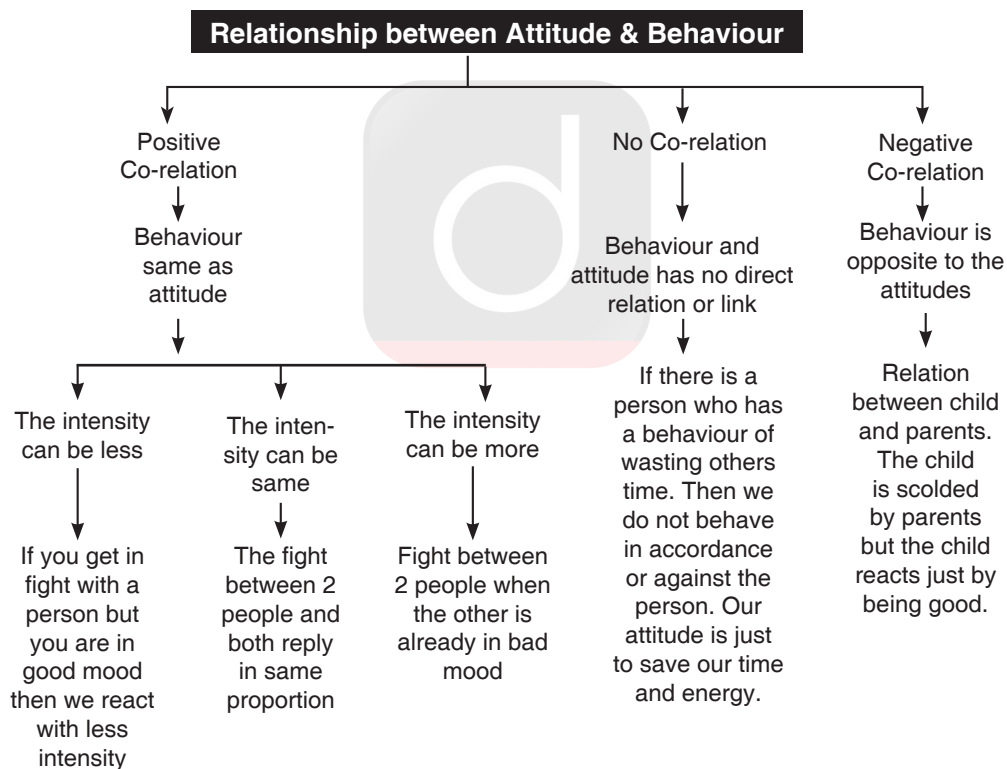 Relationship between Attitude & Behaviour
Positive
Co-relation
Behaviour
same as
attitude
The intensity
can be less
If you get in
fight with a
person but
you are in
good mood
then we react
with less
intensity
The inten-
sity can be
same
The fight
between 2
people and
both reply
in same
proportion
The intensity
can be more
Fight between
2 people when
the other is
already in bad
mood
No Co-relation
Behaviour and
attitude has no direct
relation or link
If there is a
person who has
a behaviour of
wasting others
time. Then we
do not behave
in accordance
or against the
person. Our
attitude is just
to save our time
and energy.
Negative
Co-relation
Behaviour is
opposite to the
attitudes
Relation
between child
and parents.
The child
is scolded
by parents
but the child
reacts just by
being good.